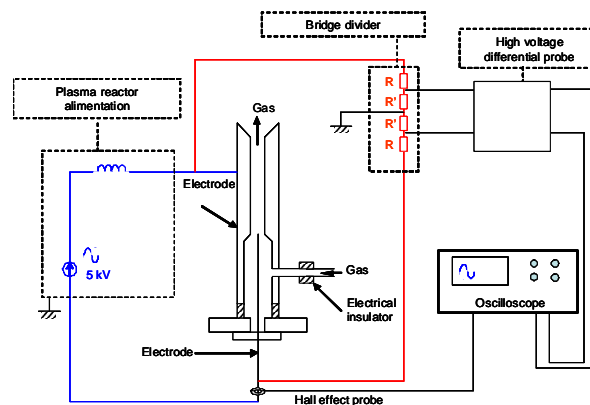 Bridge divider
High voltage
differential probe
Plasma reactor
alimentation
Gas
R
R'
R'
R
Electrode
5 kV
Gas
Electrical
insulator
Oscilloscope
Electrode
Hall effect probe